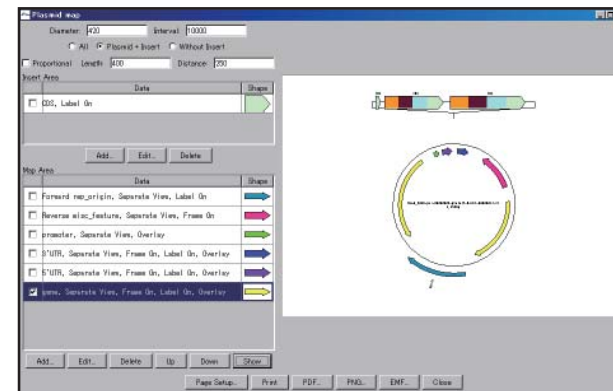 Plasmid map
Diameter: 420 Interval: 10000
All Plasmid + Insert Without Insert
Proportional Length: 400 Distance: 250
Insert Area
Data Shape
CDS, Label On
Add... Edit... Delete
Map Area
Data Shape
Forward rep_origin, Separate View, Label On
Reverse misc_feature, Separate View, Frame On
promoter, Separate View, Overlay
3'UTR, Separate View, Frame On, Label On, Overlay
5'UTR, Separate View, Frame On, Label On, Overlay
gene, Separate View, Frame On, Label On, Overlay
Add... Edit... Delete Up Down Show
Page Setup... Print PDF... PNG... EMF... Close